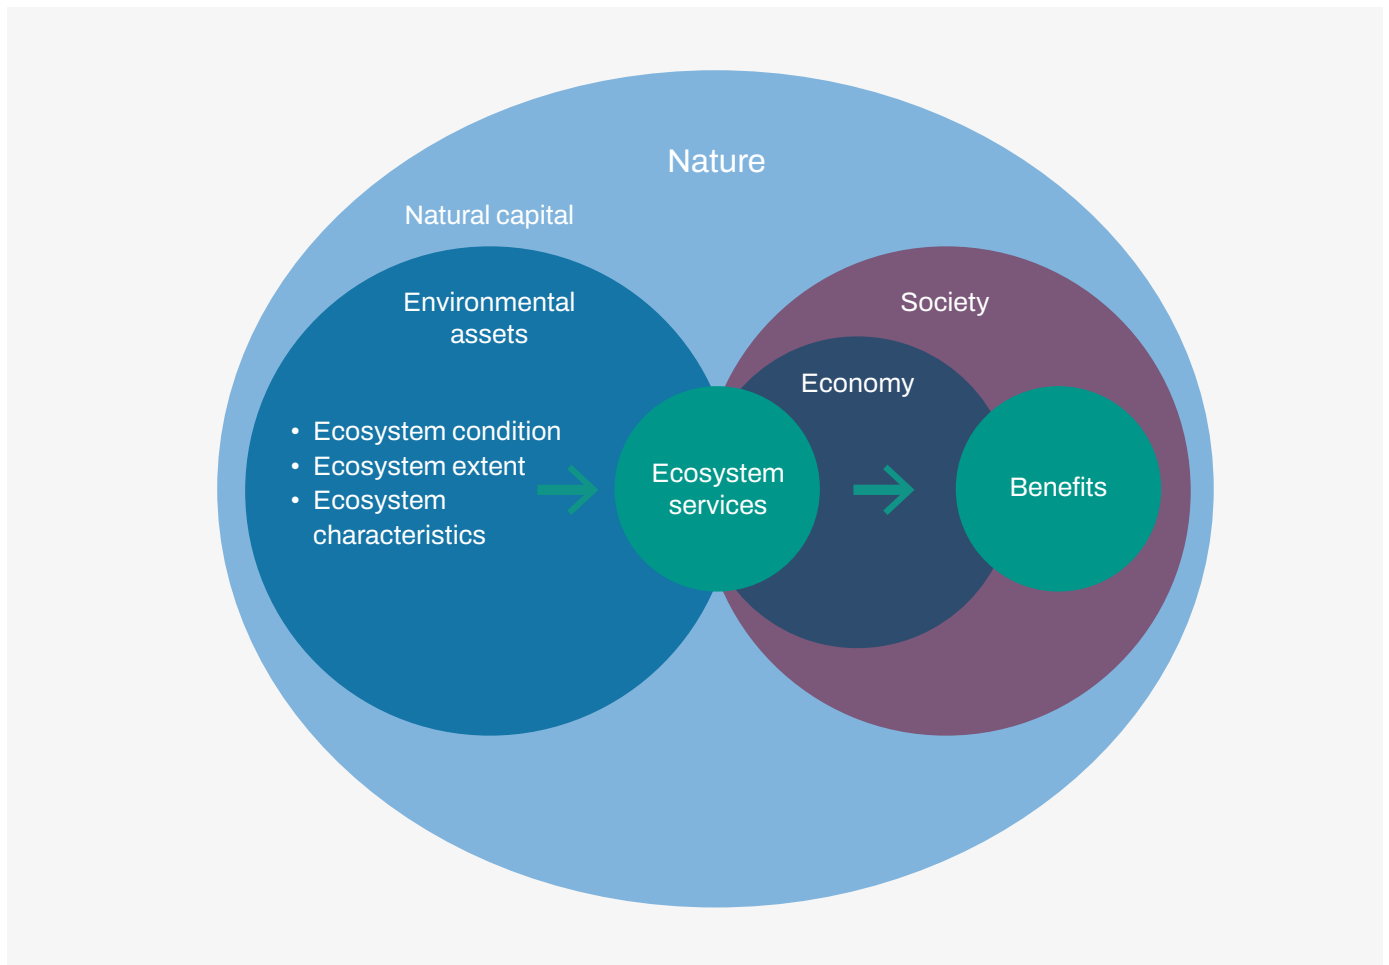 Nature
Natural capital
Environmental
assets
• Ecosystem condition
• Ecosystem extent
• Ecosystem
characteristics
Ecosystem
services
Society
Economy
Benefits